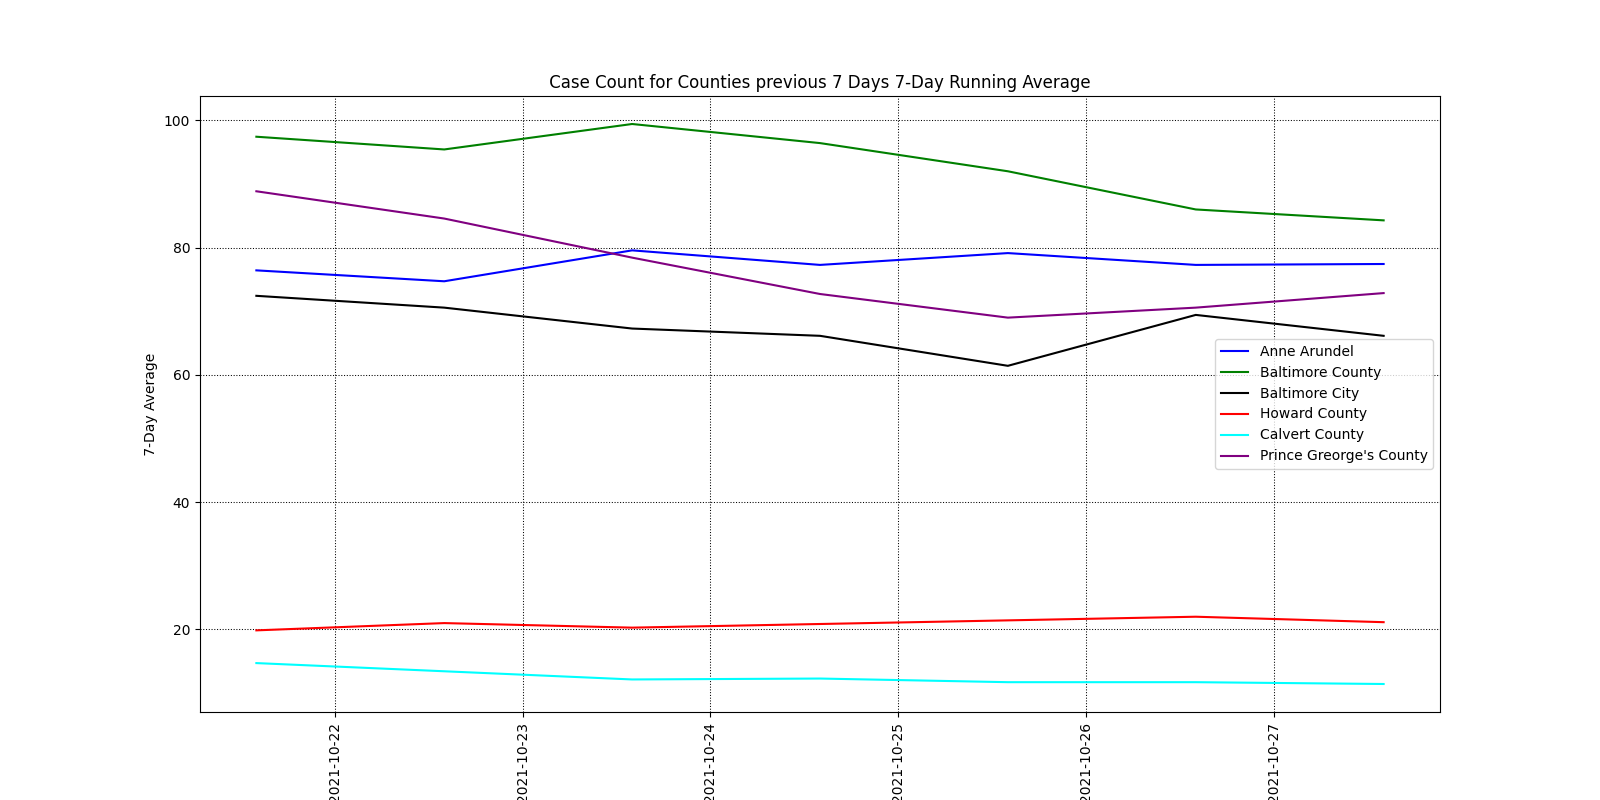 Case Count for Counties previous 7 Days 7-Day Running Average
100
80
60
40
20
7-Day Average
Anne Arundel
Baltimore County
Baltimore City
Howard County
Calvert County
Prince Greorge's County
2021-10-22
2021-10-23
2021-10-24
2021-10-25
2021-10-26
2021-10-27